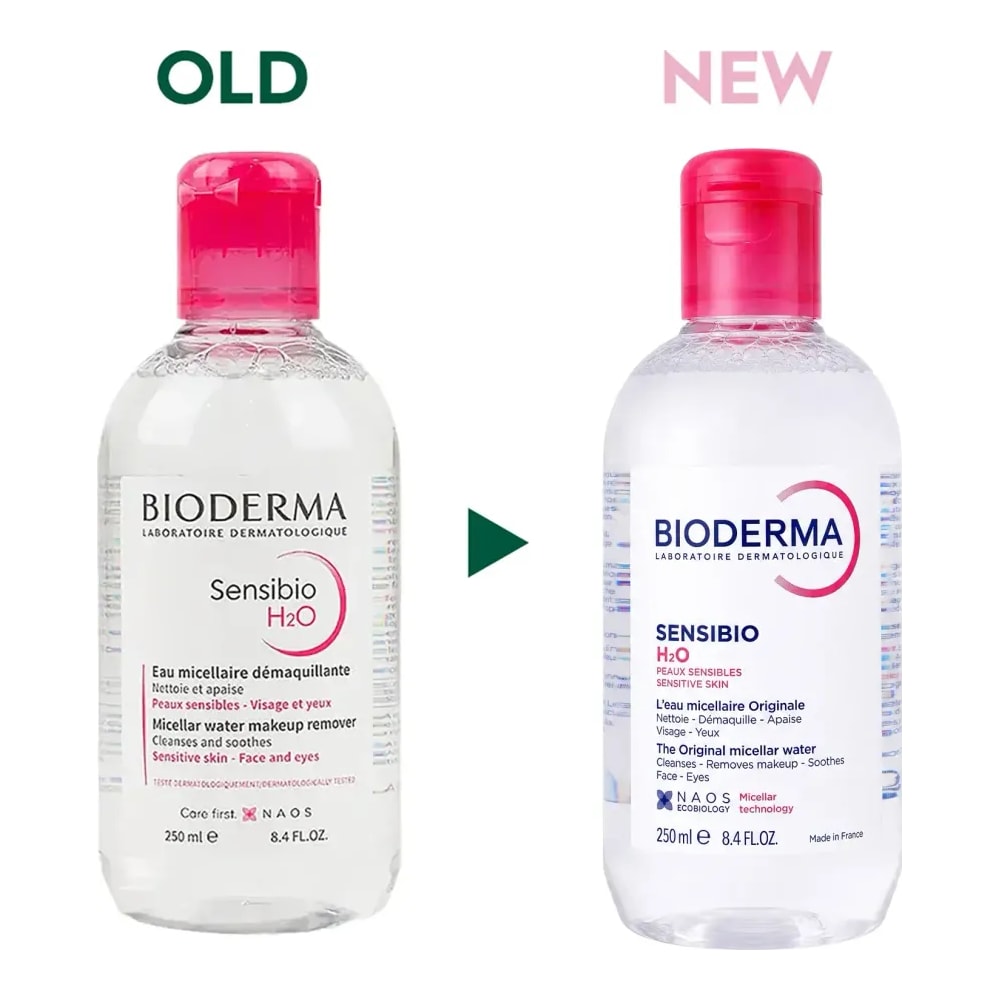 OLD
BIODERMA
LABORATOIRE DERMATOLOGIQUE
Sensibio
H2O
Eau micellaire démaquillante
Nettoie et apaise
Peaux sensibles - Visage et yeux
Micellar water makeup remover
Cleanses and soothes
Sensitive skin - Face and eyes
TESTÉ DERMATOLOGIQUEMENT/DERMATOLOGICALLY TESTED
Care first. NAOS
250 ml e 8.4 FL.OZ.
NEW
BIODERMA
LABORATOIRE DERMATOLOGIQUE
SENSIBIO
H2O
PEAUX SENSIBLES
SENSITIVE SKIN
L'eau micellaire Originale
Nettoie - Démaquille - Apaise
Visage - Yeux
The Original micellar water
Cleanses - Removes makeup - Soothes
Face - Eyes
NAOS
ECOBIOLOGY
Micellar
technology
250 ml e 8.4 FL.OZ.
Made in France